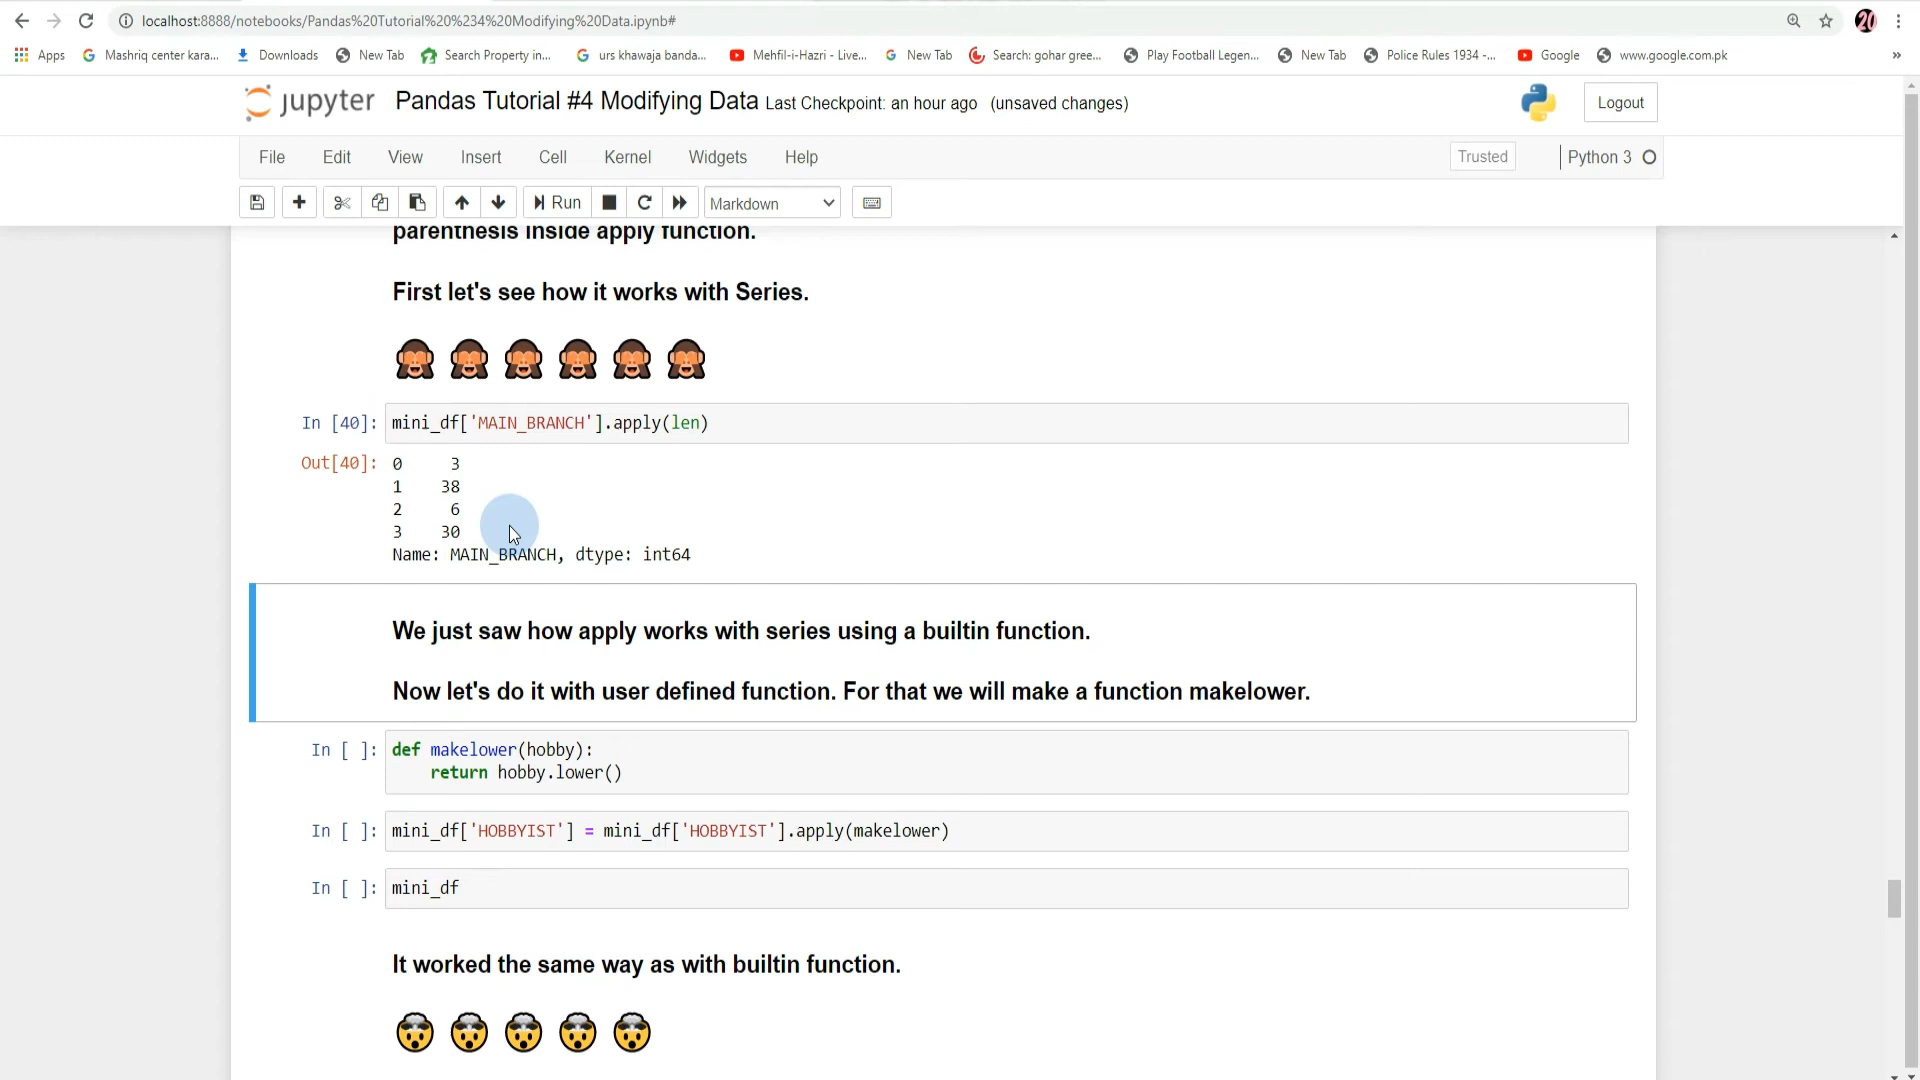 localhost:8888/notebooks/Pandas%20Tutorial%20%234%20Modifying%20Data.ipynb#
20
Apps Mashriq center kara... Downloads New Tab Search Property in... urs khawaja banda... Mehfil-i-Hazri - Live... New Tab Search: gohar gree... Play Football Legen... New Tab Police Rules 1934 -... Google www.google.com.pk »
jupyter Pandas Tutorial #4 Modifying Data Last Checkpoint: an hour ago (unsaved changes) Logout
File Edit View Insert Cell Kernel Widgets Help Trusted Python 3
Run Markdown
parenthesis inside apply function.
First let's see how it works with Series.
In [40]: mini_df['MAIN_BRANCH'].apply(len)
Out[40]: 0 3
1 38
2 6
3 30
Name: MAIN_BRANCH, dtype: int64
We just saw how apply works with series using a builtin function.
Now let's do it with user defined function. For that we will make a function makelower.
In [ ]: def makelower(hobby):
return hobby.lower()
In [ ]: mini_df['HOBBYIST'] = mini_df['HOBBYIST'].apply(makelower)
In [ ]: mini_df
It worked the same way as with builtin function.